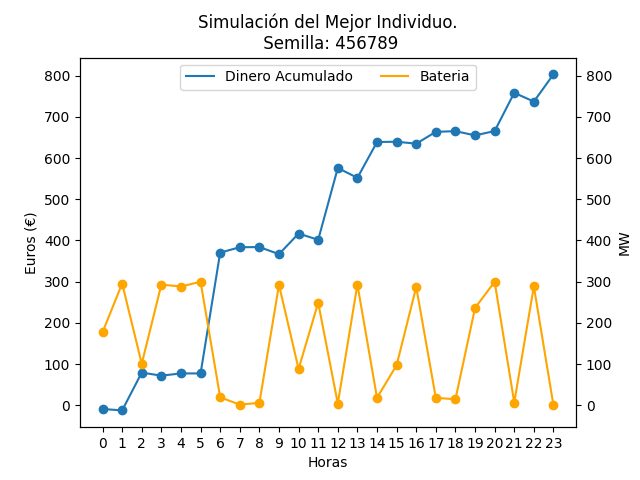 Simulación del Mejor Individuo.
Semilla: 456789
Dinero Acumulado
Bateria
800
700
600
500
400
300
200
100
0
Euros (€)
800
700
600
500
400
300
200
100
0
MW
0 1 2 3 4 5 6 7 8 9 10 11 12 13 14 15 16 17 18 19 20 21 22 23
Horas